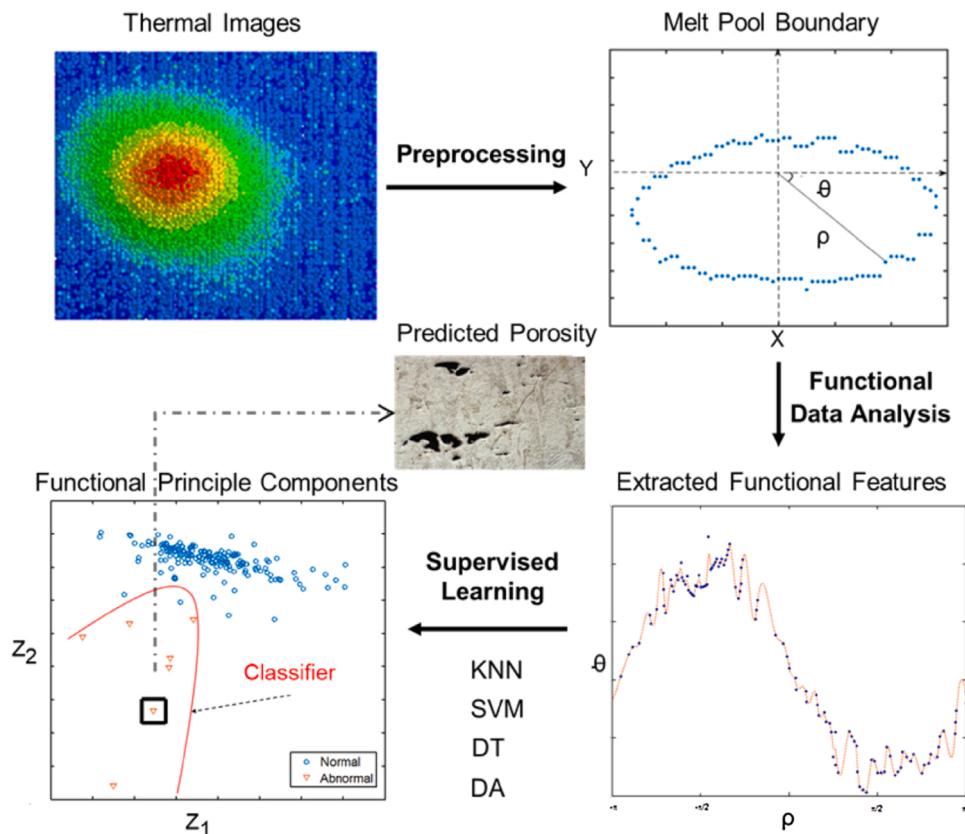 Thermal Images
Melt Pool Boundary
Preprocessing
Y
θ
ρ
X
Predicted Porosity
Functional
Data Analysis
Functional Principle Components
Extracted Functional Features
Supervised
Learning
KNN
SVM
DT
DA
Z2
Classifier
Normal
Abnormal
Z1
θ
-π
-π/2
π/2
π
ρ